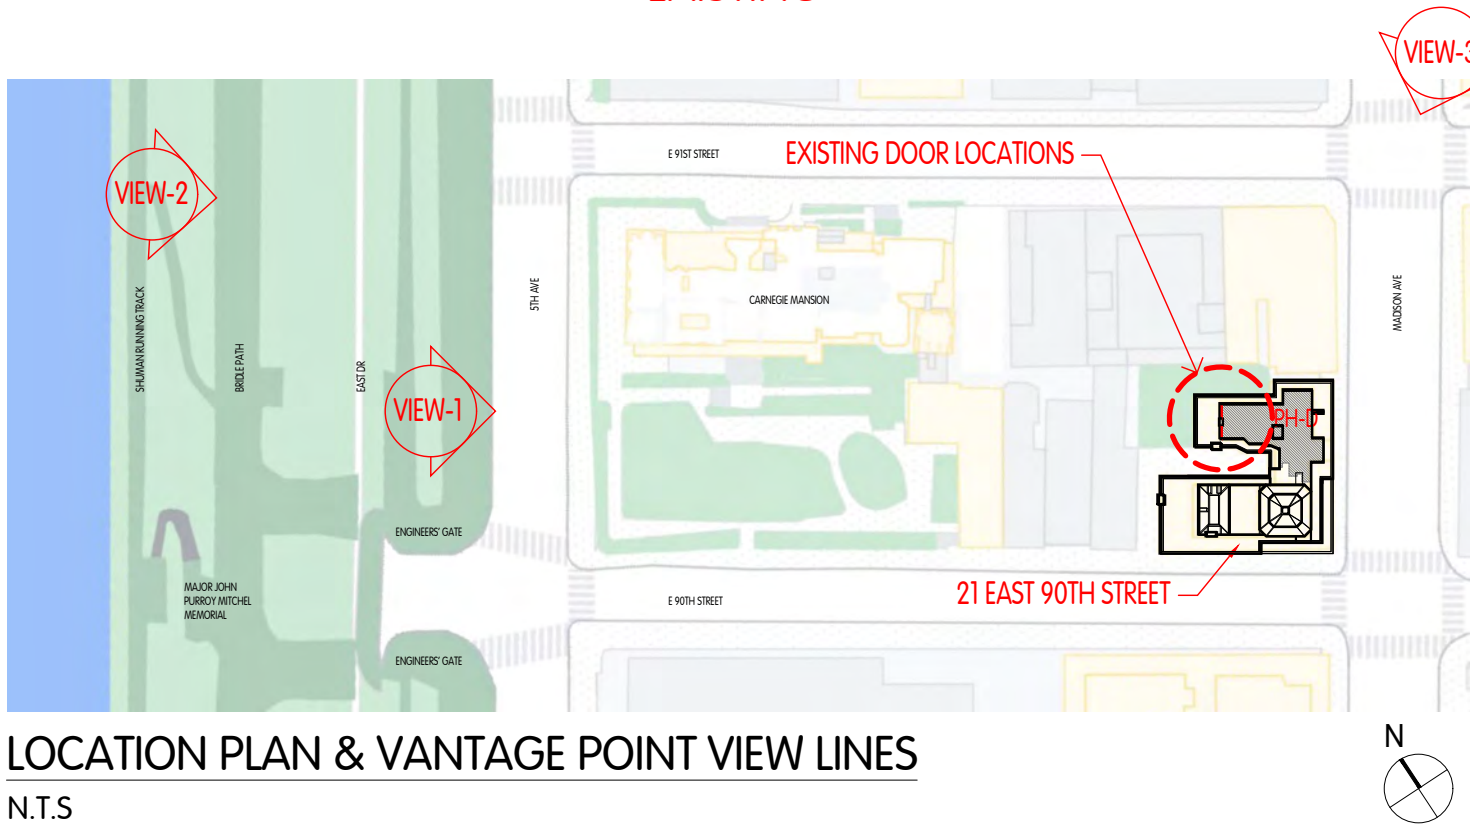 VIEW-3
E 91ST STREET
EXISTING DOOR LOCATIONS
VIEW-2
5TH AVE
CARNEGIE MANSION
MADISON AVE
SHUMAN RUNNING TRACK
BRIDLE PATH
EAST DR
VIEW-1
PH-D
ENGINEERS' GATE
MAJOR JOHN
PURROY MITCHEL
MEMORIAL
E 90TH STREET
21 EAST 90TH STREET
ENGINEERS' GATE
LOCATION PLAN & VANTAGE POINT VIEW LINES
N.T.S
N